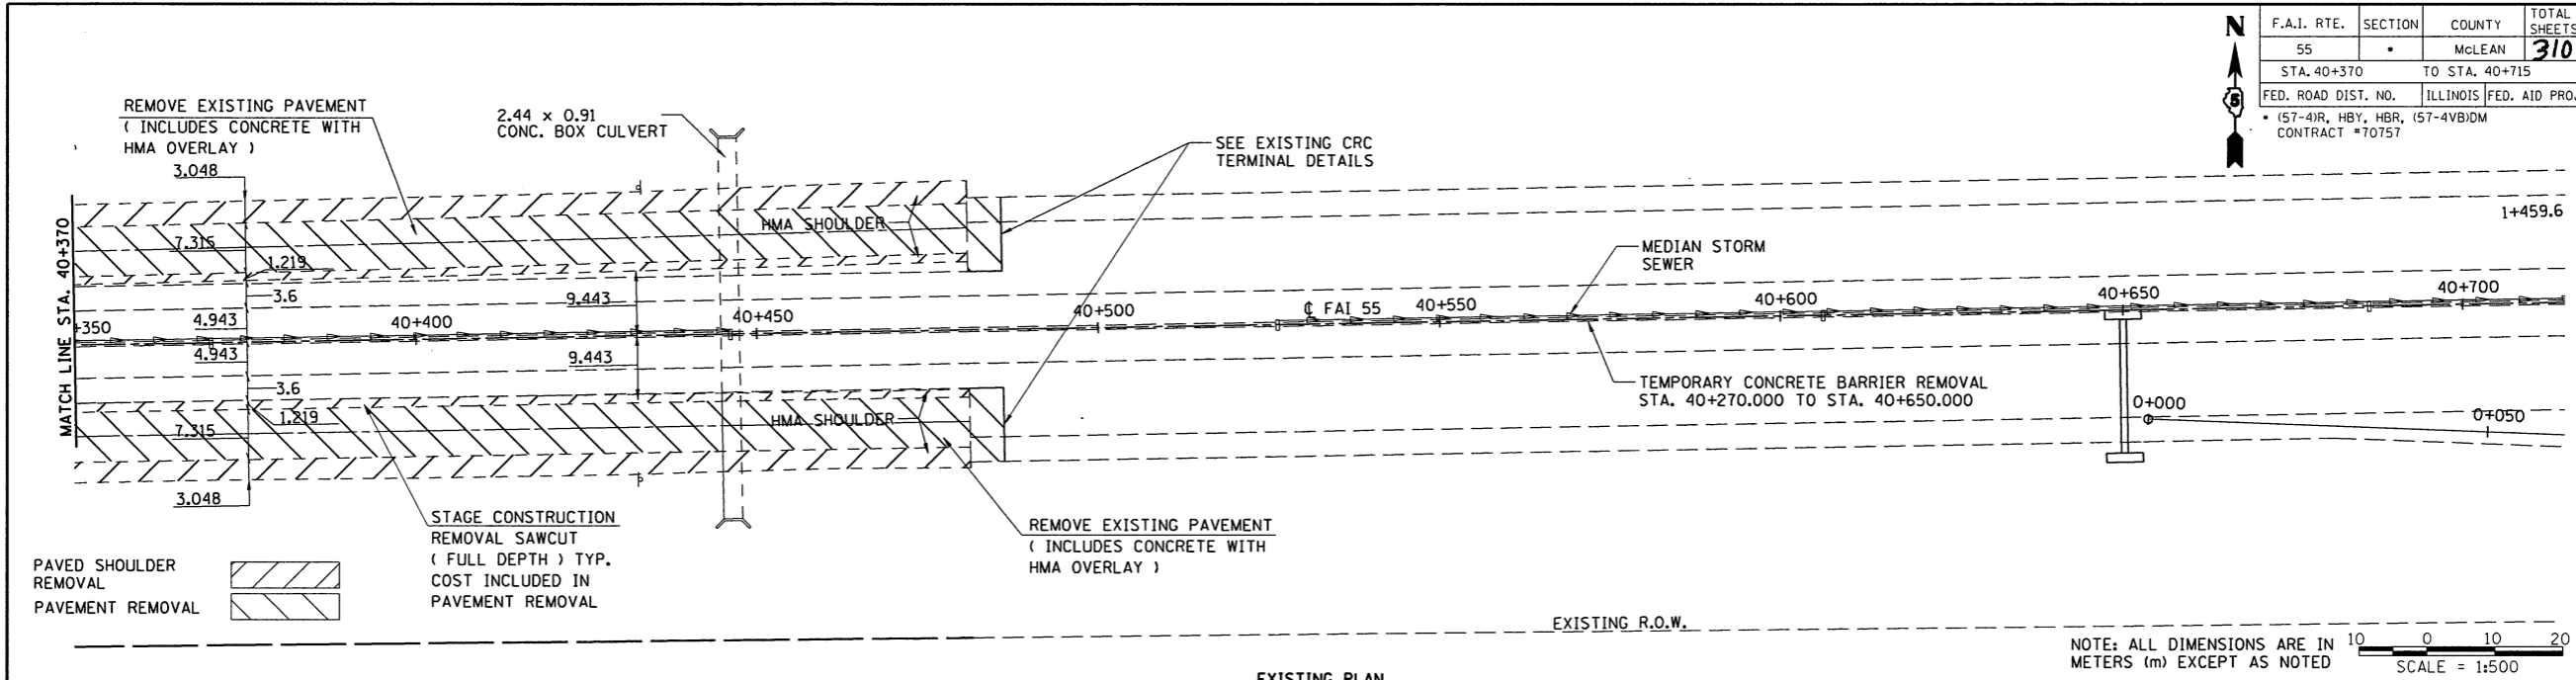 F.A.I. RTE. SECTION COUNTY TOTAL SHEETS
55 • McLEAN 310
STA. 40+370 TO STA. 40+715
FED. ROAD DIST. NO. ILLINOIS FED. AID PRO.
• (57-4)R, HBY, HBR, (57-4VB)DM
CONTRACT #70757
N
5
REMOVE EXISTING PAVEMENT
( INCLUDES CONCRETE WITH
HMA OVERLAY )
2.44 x 0.91
CONC. BOX CULVERT
SEE EXISTING CRC
TERMINAL DETAILS
3.048
HMA SHOULDER
7.315
1.219
3.6
4.943
9.443
MATCH LINE STA. 40+370
1+459.6
MEDIAN STORM
SEWER
+350
40+400
40+450
40+500
℄ FAI 55
40+550
40+600
40+650
40+700
4.943
9.443
3.6
1.219
7.315
3.048
HMA SHOULDER
TEMPORARY CONCRETE BARRIER REMOVAL
STA. 40+270.000 TO STA. 40+650.000
0+000
0+050
STAGE CONSTRUCTION
REMOVAL SAWCUT
( FULL DEPTH ) TYP.
COST INCLUDED IN
PAVEMENT REMOVAL
REMOVE EXISTING PAVEMENT
( INCLUDES CONCRETE WITH
HMA OVERLAY )
PAVED SHOULDER
REMOVAL
PAVEMENT REMOVAL
EXISTING R.O.W.
NOTE: ALL DIMENSIONS ARE IN
METERS (m) EXCEPT AS NOTED
10 0 10 20
SCALE = 1:500
EXISTING PLAN